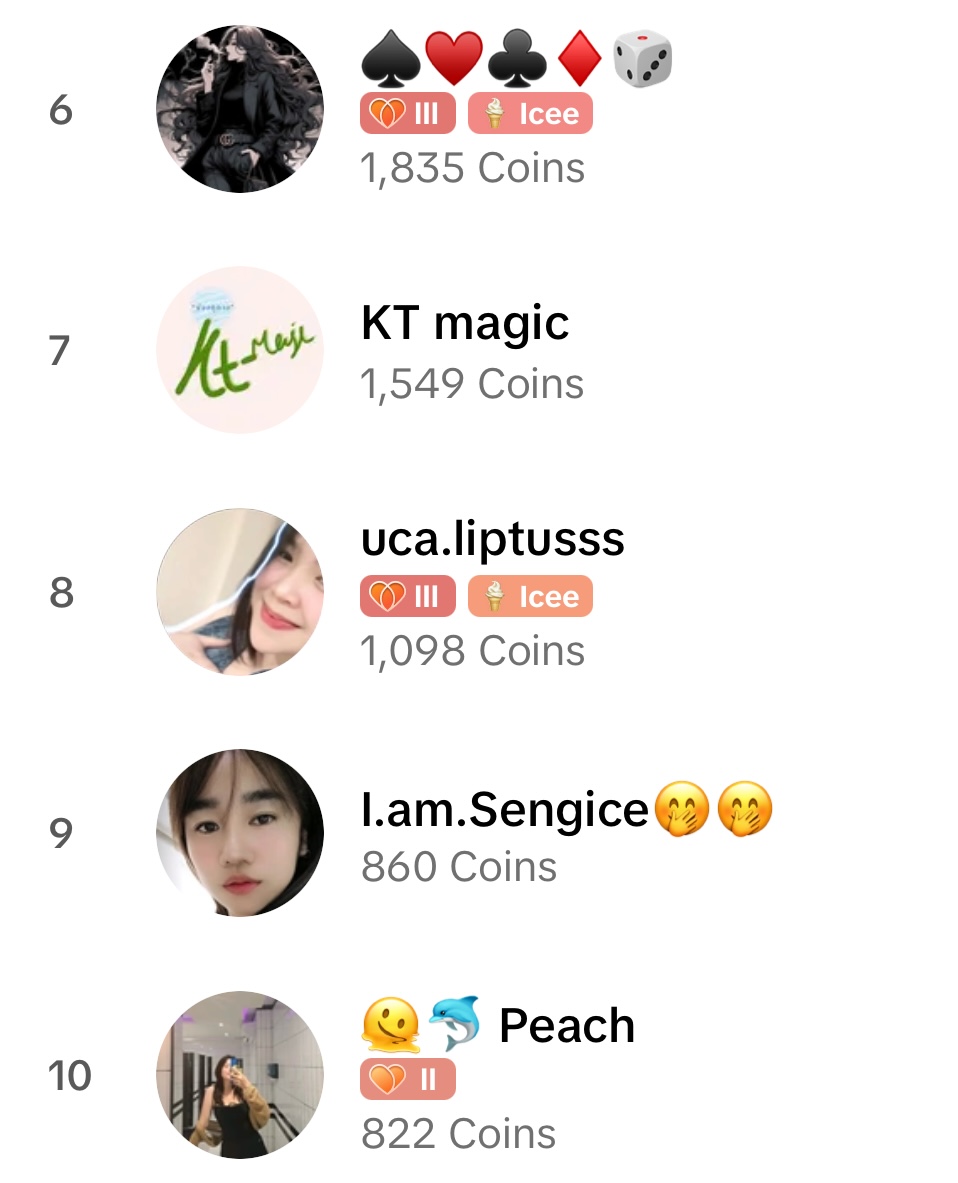 6
♠️♥️♣️♦️🎲
III Icee
1,835 Coins
7
Kt Magic
KT magic
1,549 Coins
8
uca.liptusss
III Icee
1,098 Coins
9
I.am.Sengice🤭🤭
860 Coins
10
🫠🐬 Peach
II
822 Coins